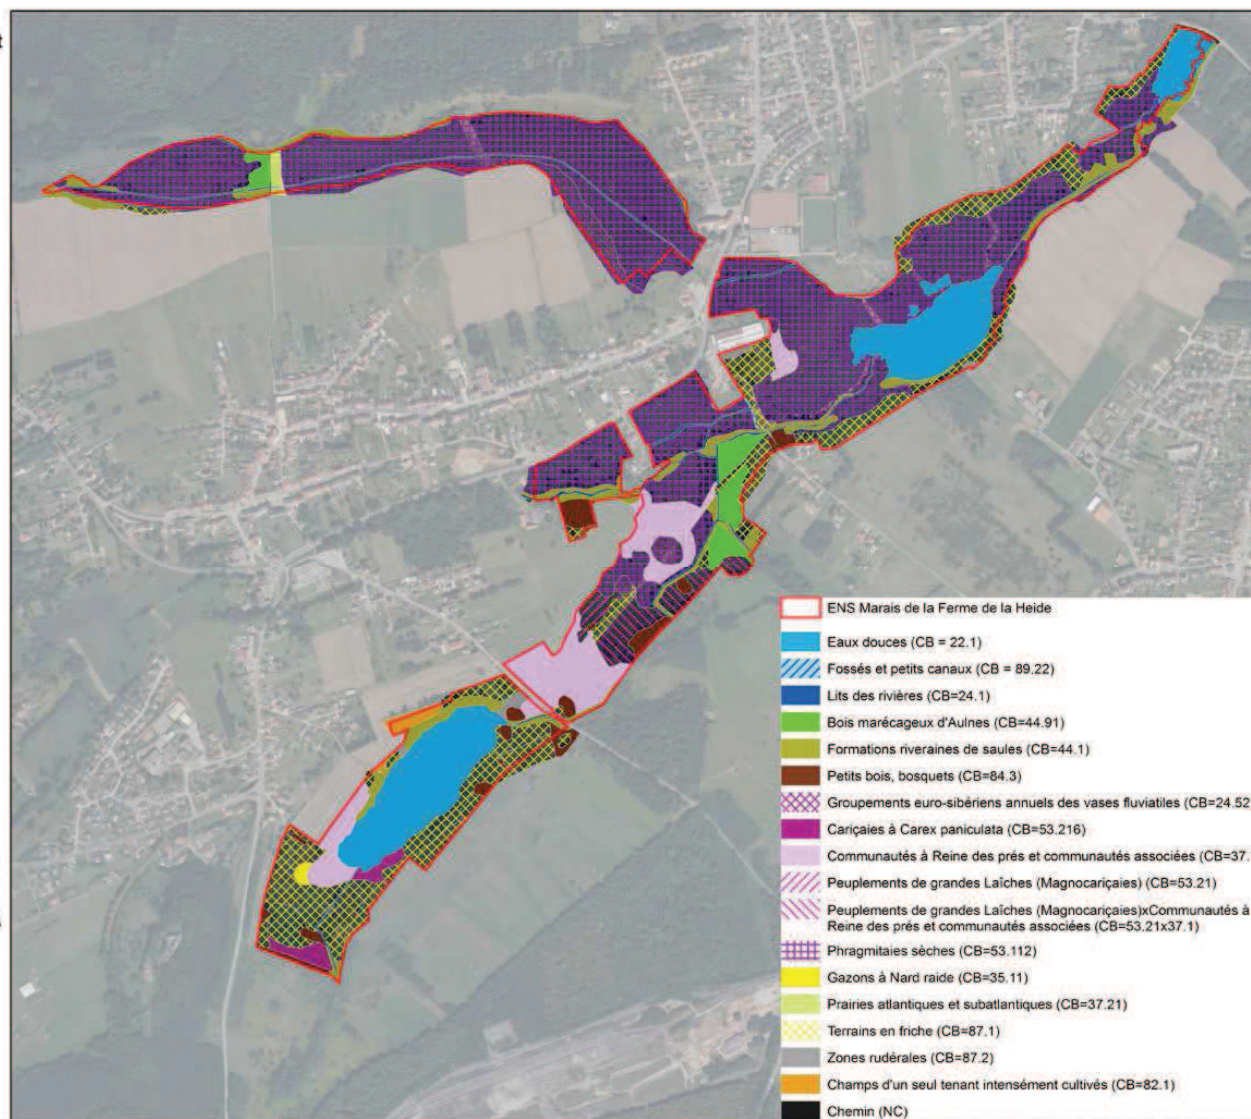 t
ENS Marais de la Ferme de la Heide
Eaux douces (CB = 22.1)
Fossés et petits canaux (CB = 89.22)
Lits des rivières (CB=24.1)
Bois marécageux d'Aulnes (CB=44.91)
Formations riveraines de saules (CB=44.1)
Petits bois, bosquets (CB=84.3)
Groupements euro-sibériens annuels des vases fluviatiles (CB=24.52
Cariçaies à Carex paniculata (CB=53.216)
Communautés à Reine des prés et communautés associées (CB=37.
Peuplements de grandes Laîches (Magnocariçaies) (CB=53.21)
Peuplements de grandes Laîches (Magnocariçaies)xCommunautés à
Reine des prés et communautés associées (CB=53.21x37.1)
Phragmitaies sèches (CB=53.112)
Gazons à Nard raide (CB=35.11)
Prairies atlantiques et subatlantiques (CB=37.21)
Terrains en friche (CB=87.1)
Zones rudérales (CB=87.2)
Champs d'un seul tenant intensément cultivés (CB=82.1)
Chemin (NC)